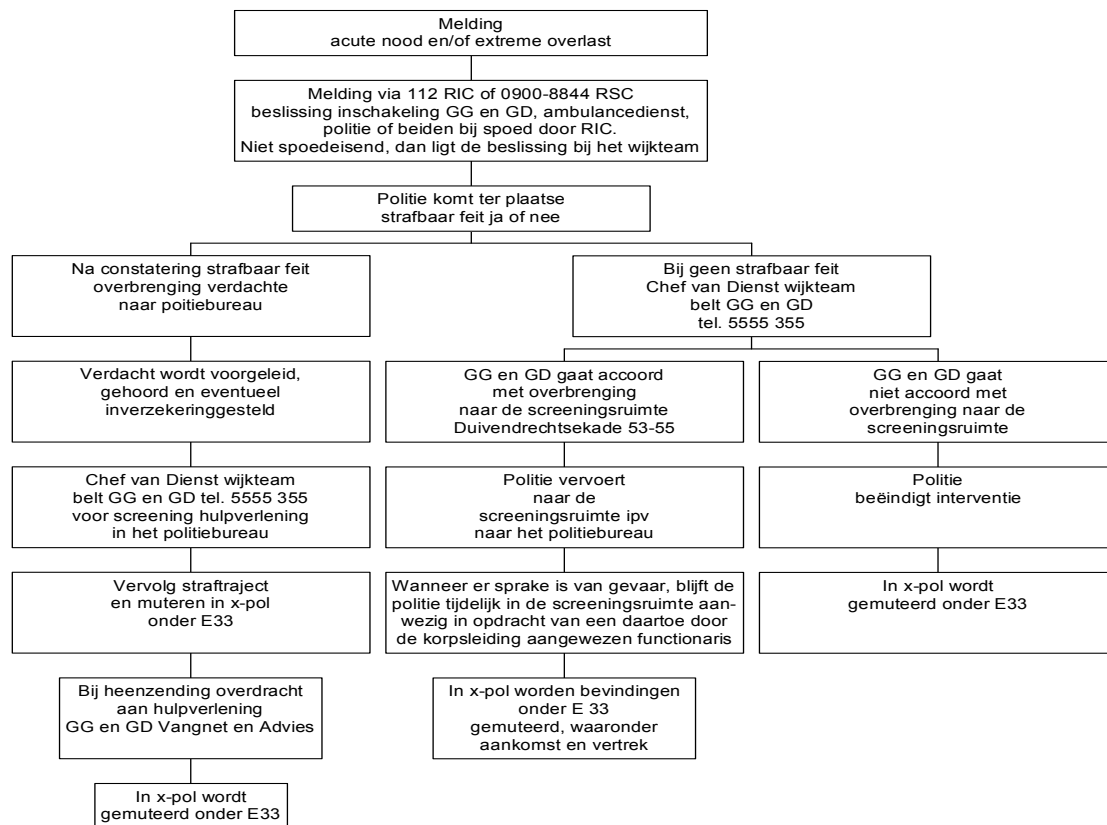 Melding
acute nood en/of extreme overlast
Melding via 112 RIC of 0900-8844 RSC
beslissing inschakeling GG en GD, ambulancedienst,
politie of beiden bij spoed door RIC.
Niet spoedeisend, dan ligt de beslissing bij het wijkteam
Politie komt ter plaatse
strafbaar feit ja of nee
Na constatering strafbaar feit
overbrenging verdachte
naar poitiebureau
Bij geen strafbaar feit
Chef van Dienst wijkteam
belt GG en GD
tel. 5555 355
Verdacht wordt voorgeleid,
gehoord en eventueel
inverzekeringgesteld
GG en GD gaat accoord
met overbrenging
naar de screeningsruimte
Duivendrechtsekade 53-55
GG en GD gaat
niet accoord met
overbrenging naar de
screeningsruimte
Chef van Dienst wijkteam
belt GG en GD tel. 5555 355
voor screening hulpverlening
in het politiebureau
Politie vervoert
naar de
screeningsruimte ipv
naar het politiebureau
Politie
beëindigt interventie
Vervolg straftraject
en muteren in x-pol
onder E33
Wanneer er sprake is van gevaar, blijft de
politie tijdelijk in de screeningsruimte aan-
wezig in opdracht van een daartoe door
de korpsleiding aangewezen functionaris
In x-pol wordt
gemuteerd onder E33
Bij heenzending overdracht
aan hulpverlening
GG en GD Vangnet en Advies
In x-pol worden bevindingen
onder E 33
gemuteerd, waaronder
aankomst en vertrek
In x-pol wordt
gemuteerd onder E33